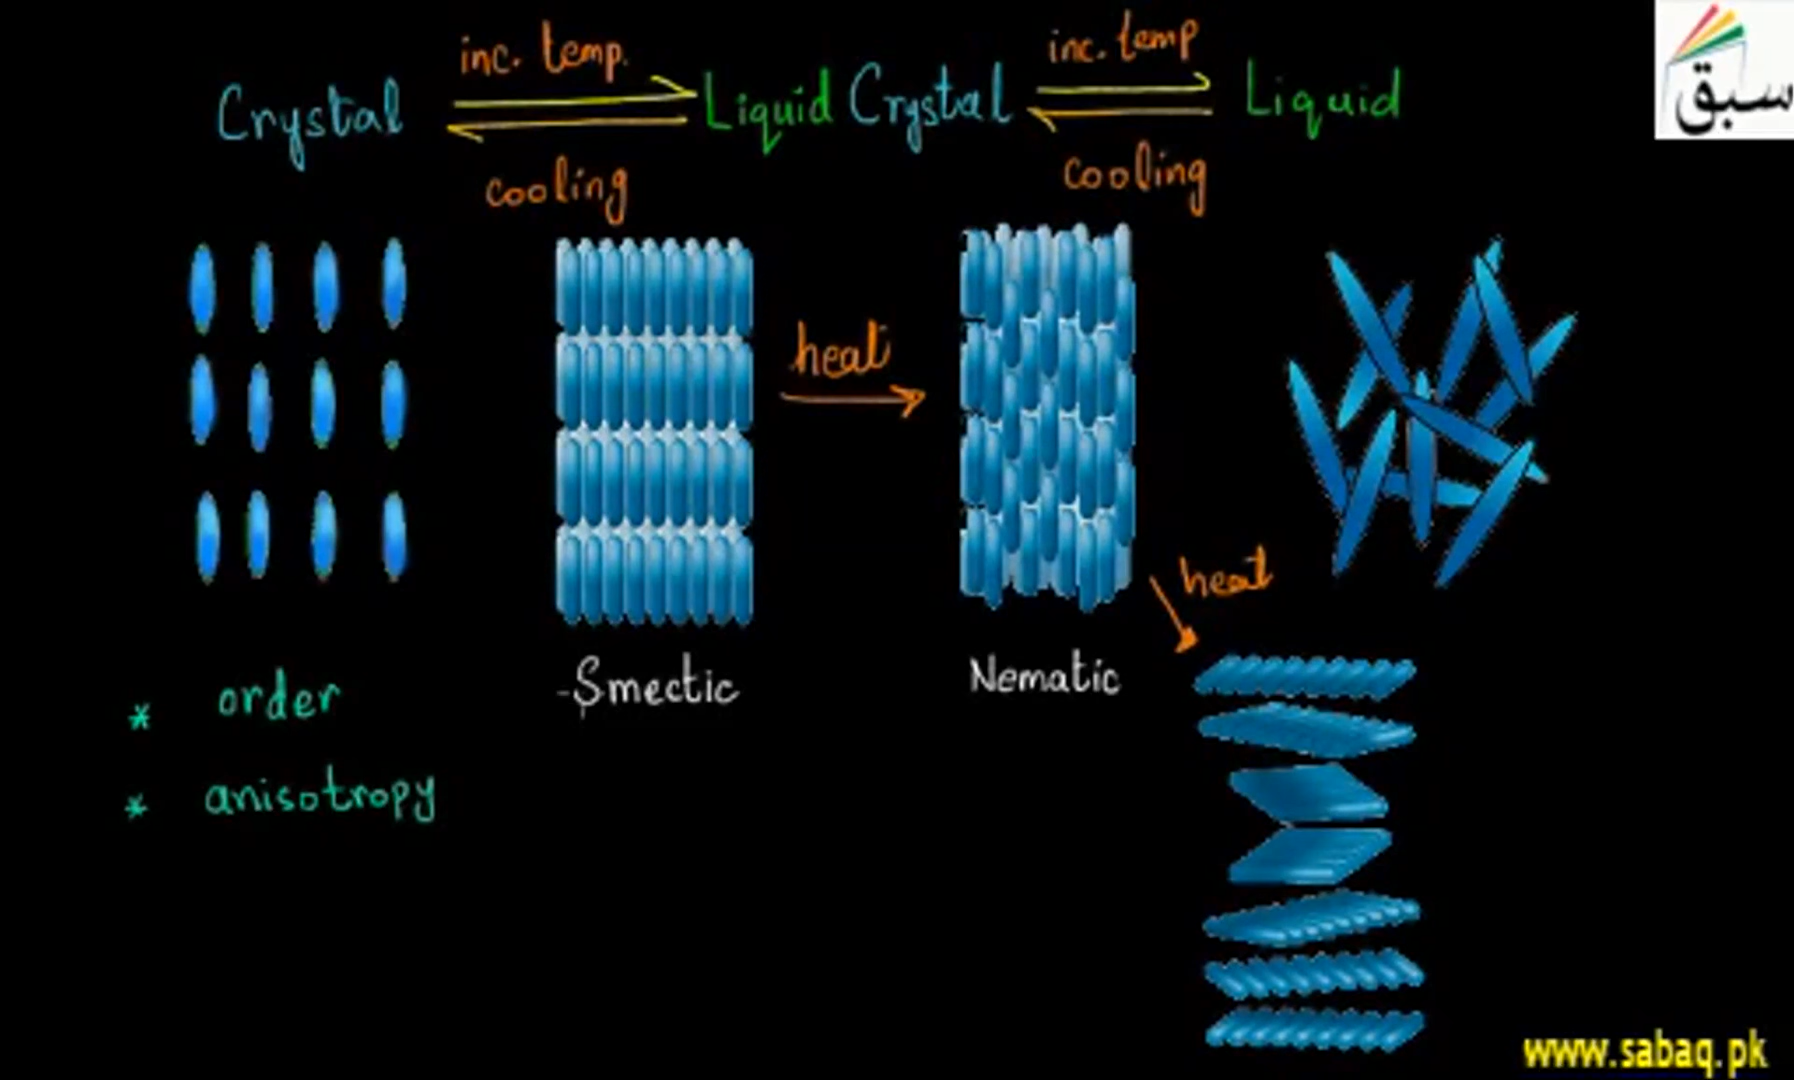 inc. temp.
inc. temp
Crystal
Liquid Crystal
Liquid
cooling
cooling
سبق
heat
heat
-Smectic
Nematic
* order
* anisotropy
www.sabaq.pk